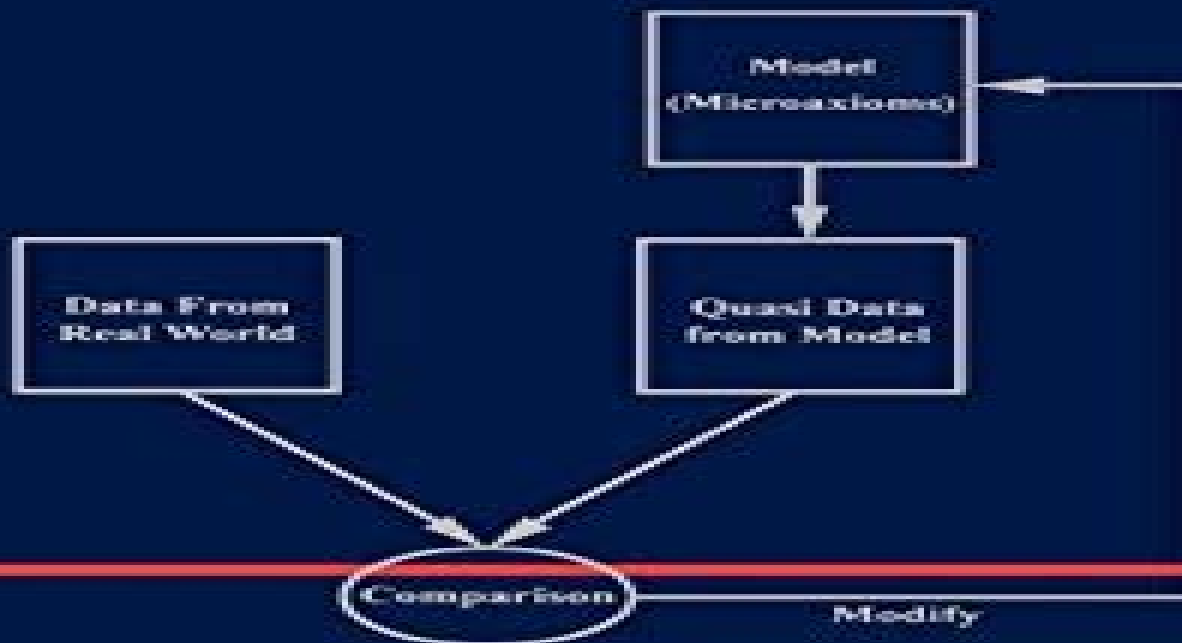 Model
(Microaxioms)
Data From
Real World
Quasi Data
from Model
Comparison
Modify